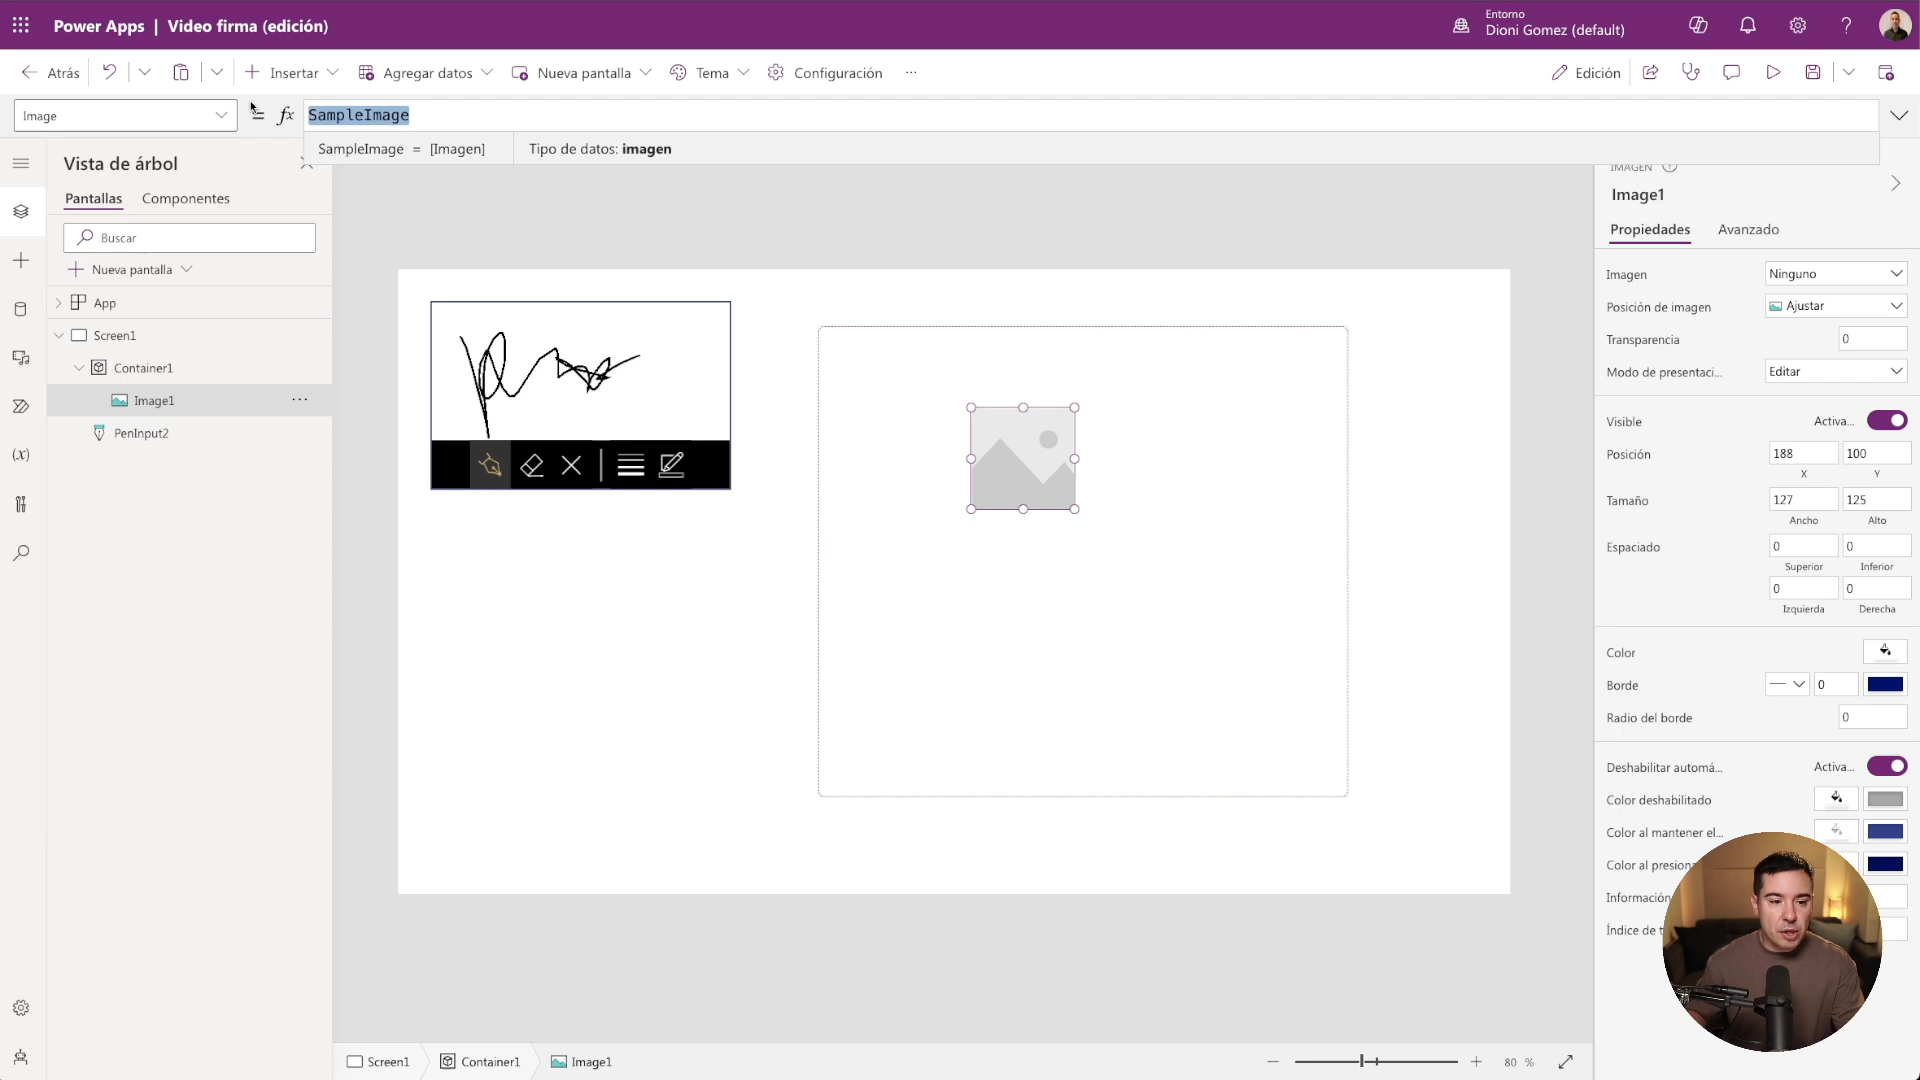 Power Apps | Video firma (edición)
Entorno
Dioni Gomez (default)
Atrás
Insertar
Agregar datos
Nueva pantalla
Tema
Configuración
Edición
Image
fx
SampleImage
SampleImage = [Imagen]
Tipo de datos: imagen
Vista de árbol
Pantallas
Componentes
Buscar
Nueva pantalla
App
Screen1
Container1
Image1
PenInput2
IMAGEN
Image1
Propiedades
Avanzado
Imagen
Ninguno
Posición de imagen
Ajustar
Transparencia
0
Modo de presentaci...
Editar
Visible
Activa...
Posición
188
100
X
Y
Tamaño
127
125
Ancho
Alto
Espaciado
0
0
Superior
Inferior
0
0
Izquierda
Derecha
Color
Borde
0
Radio del borde
0
Deshabilitar automá...
Activa...
Color deshabilitado
Color al mantener el...
Color al presiona
Información
Índice de t
Screen1
Container1
Image1
80 %